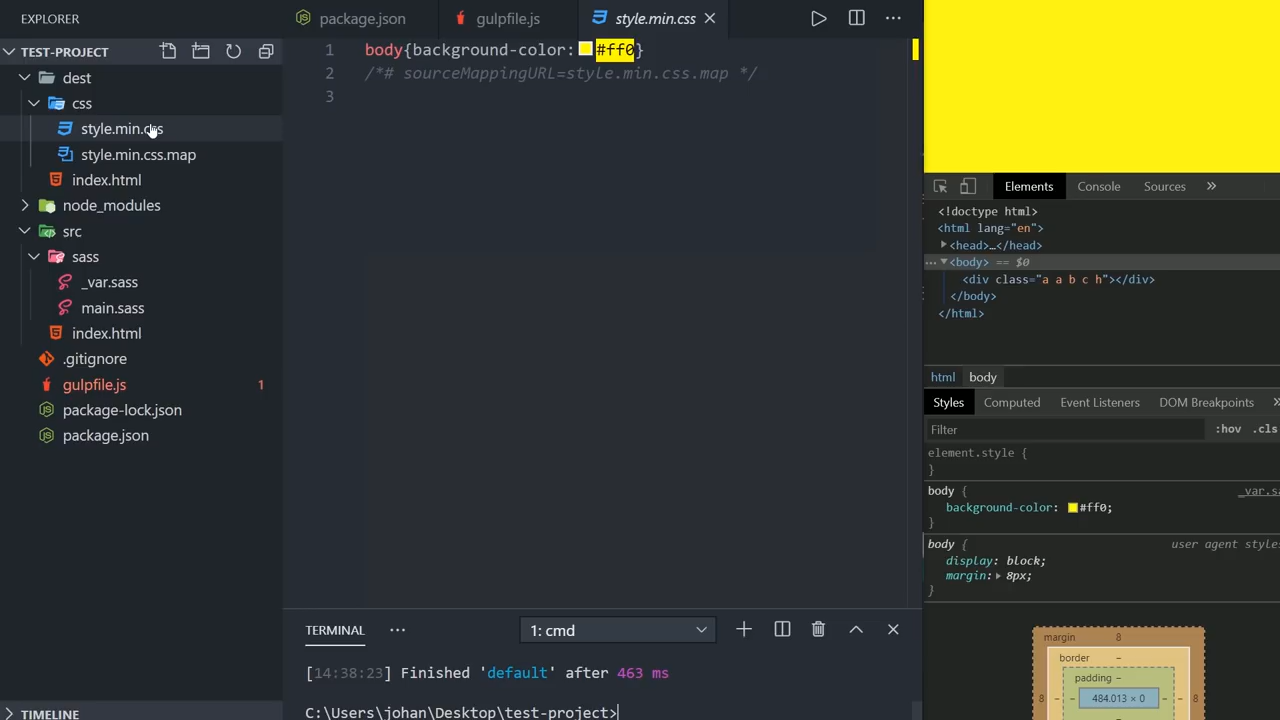 EXPLORER
TEST-PROJECT
dest
css
style.min.css
style.min.css.map
index.html
node_modules
src
sass
_var.sass
main.sass
index.html
.gitignore
gulpfile.js 1
package-lock.json
package.json
TIMELINE
package.json gulpfile.js style.min.css
1 body{background-color: #ff0}
2 /*# sourceMappingURL=style.min.css.map */
3
TERMINAL ··· 1: cmd
[14:38:23] Finished 'default' after 463 ms
C:\Users\johan\Desktop\test-project>
Elements Console Sources »
<!doctype html>
<html lang="en">
<head>…</head>
<body> == $0
<div class="a a b c h"></div>
</body>
</html>
html body
Styles Computed Event Listeners DOM Breakpoints »
Filter :hov .cls
element.style {
}
body { _var.sa
background-color: #ff0;
}
body { user agent styles
display: block;
margin: 8px;
}
margin 8
border –
padding –
8 – – 484.013 × 0 – – 8